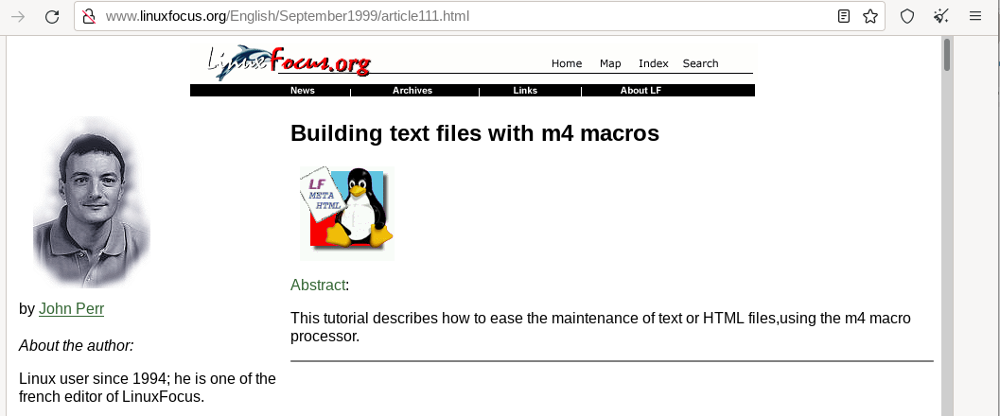 www.linuxfocus.org/English/September1999/article111.html
LinuxFocus.org
Home Map Index Search
News Archives Links About LF
Building text files with m4 macros
LF
META
HTML
by John Perr
About the author:
Linux user since 1994; he is one of the
french editor of LinuxFocus.
Abstract:
This tutorial describes how to ease the maintenance of text or HTML files,using the m4 macro
processor.